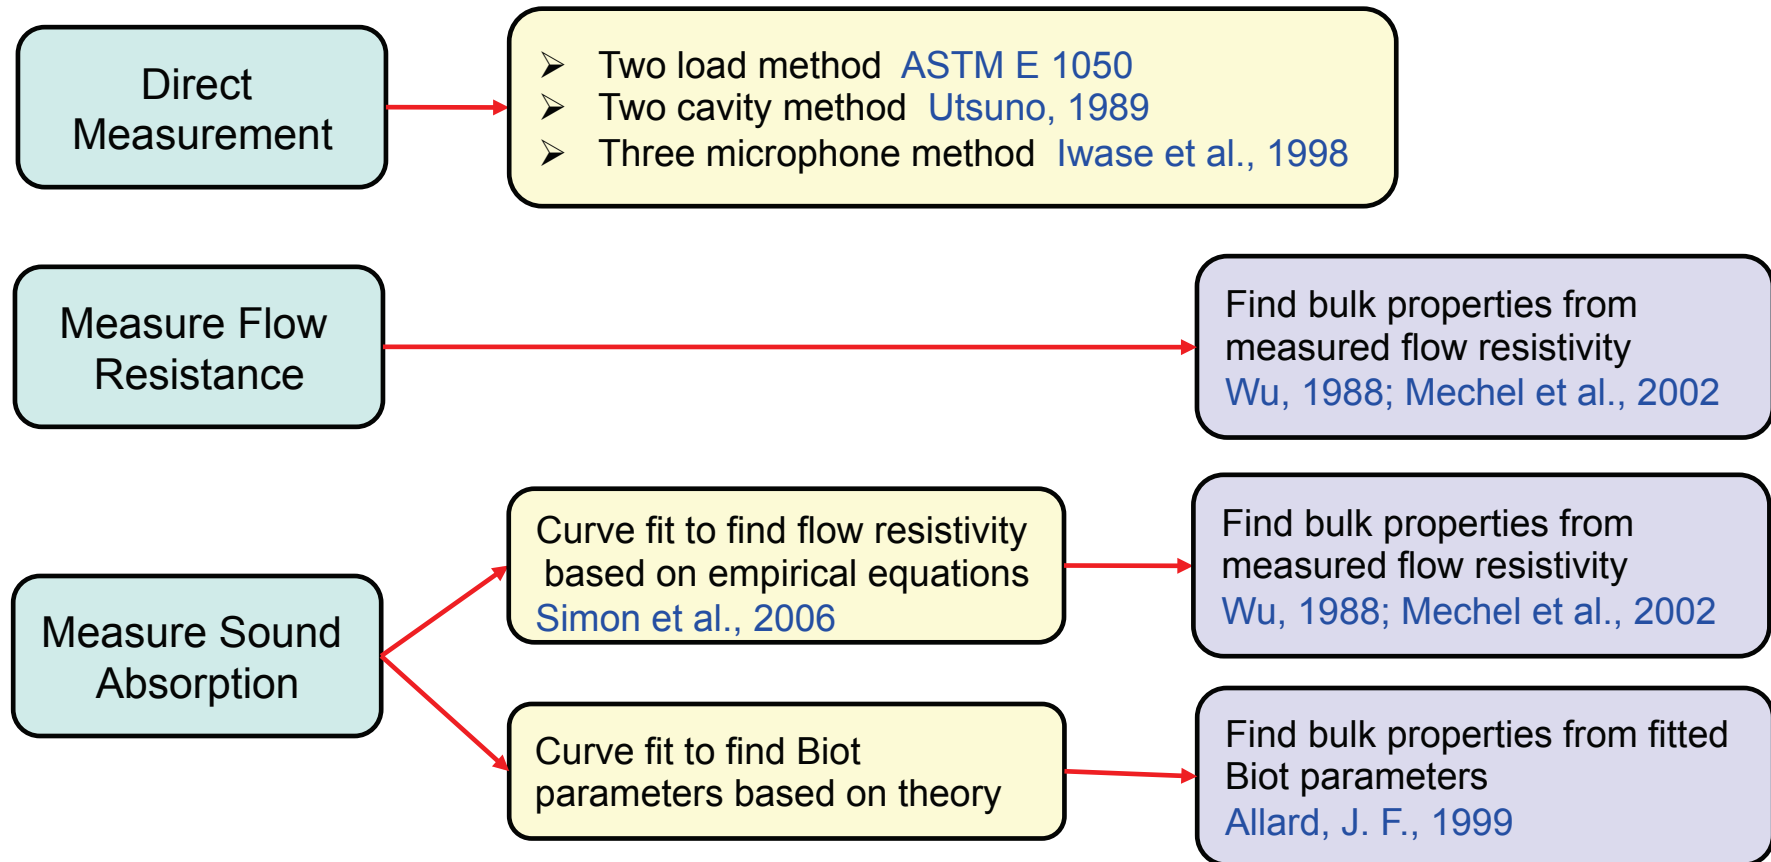 Direct
Measurement
➢ Two load method ASTM E 1050
➢ Two cavity method Utsuno, 1989
➢ Three microphone method Iwase et al., 1998
Measure Flow
Resistance
Find bulk properties from
measured flow resistivity
Wu, 1988; Mechel et al., 2002
Measure Sound
Absorption
Curve fit to find flow resistivity
based on empirical equations
Simon et al., 2006
Find bulk properties from
measured flow resistivity
Wu, 1988; Mechel et al., 2002
Curve fit to find Biot
parameters based on theory
Find bulk properties from fitted
Biot parameters
Allard, J. F., 1999